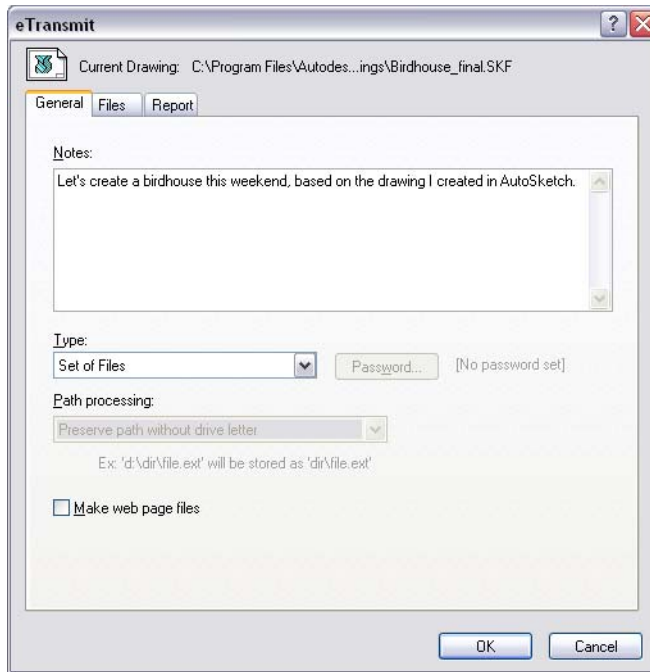 eTransmit
Current Drawing: C:\Program Files\Autodes...ings\Birdhouse_final.SKF
General Files Report
Notes:
Let's create a birdhouse this weekend, based on the drawing I created in AutoSketch.
Type:
Set of Files Password... [No password set]
Path processing:
Preserve path without drive letter
Ex: 'd:\dir\file.ext' will be stored as 'dir\file.ext'
Make web page files
OK Cancel